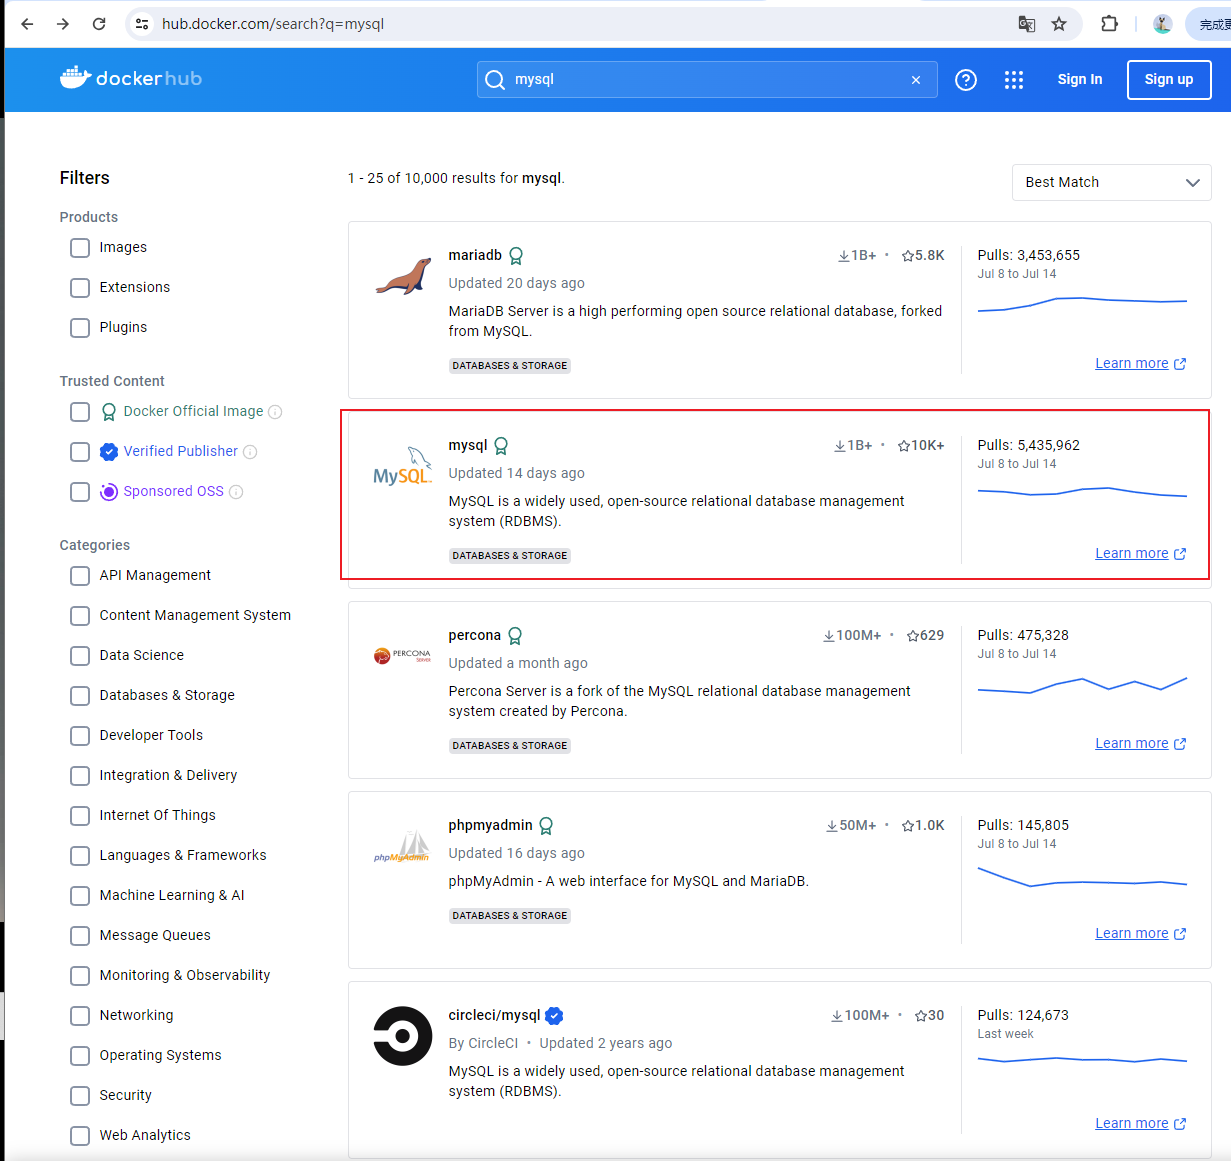 hub.docker.com/search?q=mysql
完成更
dockerhub
mysql
Sign In
Sign up
Filters
1 - 25 of 10,000 results for mysql.
Best Match
Products
Images
Extensions
Plugins
Trusted Content
Docker Official Image
Verified Publisher
Sponsored OSS
Categories
API Management
Content Management System
Data Science
Databases & Storage
Developer Tools
Integration & Delivery
Internet Of Things
Languages & Frameworks
Machine Learning & AI
Message Queues
Monitoring & Observability
Networking
Operating Systems
Security
Web Analytics
mariadb
1B+ • 5.8K
Updated 20 days ago
MariaDB Server is a high performing open source relational database, forked
from MySQL.
DATABASES & STORAGE
Pulls: 3,453,655
Jul 8 to Jul 14
Learn more
MySQL
mysql
1B+ • 10K+
Updated 14 days ago
MySQL is a widely used, open-source relational database management
system (RDBMS).
DATABASES & STORAGE
Pulls: 5,435,962
Jul 8 to Jul 14
Learn more
PERCONA
Server
percona
100M+ • 629
Updated a month ago
Percona Server is a fork of the MySQL relational database management
system created by Percona.
DATABASES & STORAGE
Pulls: 475,328
Jul 8 to Jul 14
Learn more
phpMyAdmin
phpmyadmin
50M+ • 1.0K
Updated 16 days ago
phpMyAdmin - A web interface for MySQL and MariaDB.
DATABASES & STORAGE
Pulls: 145,805
Jul 8 to Jul 14
Learn more
circleci/mysql
100M+ • 30
By CircleCI • Updated 2 years ago
MySQL is a widely used, open-source relational database management
system (RDBMS).
Pulls: 124,673
Last week
Learn more